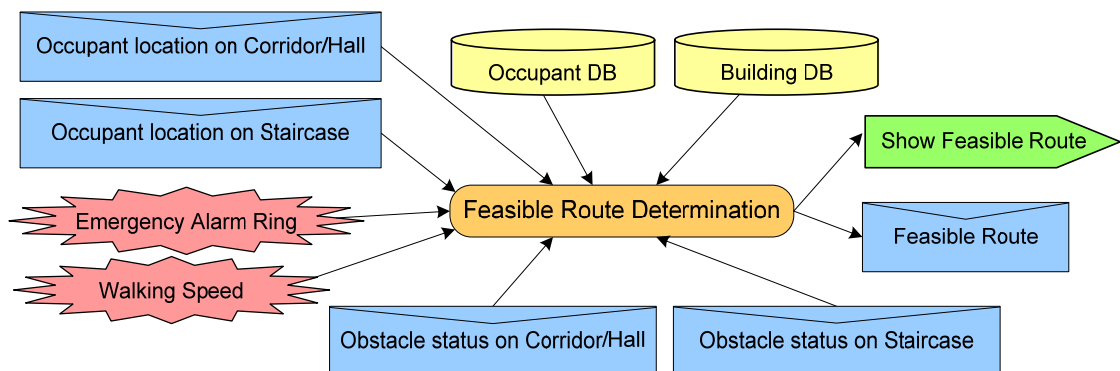 Occupant location on Corridor/Hall
Occupant DB
Building DB
Occupant location on Staircase
Show Feasible Route
Emergency Alarm Ring
Feasible Route Determination
Feasible Route
Walking Speed
Obstacle status on Corridor/Hall
Obstacle status on Staircase